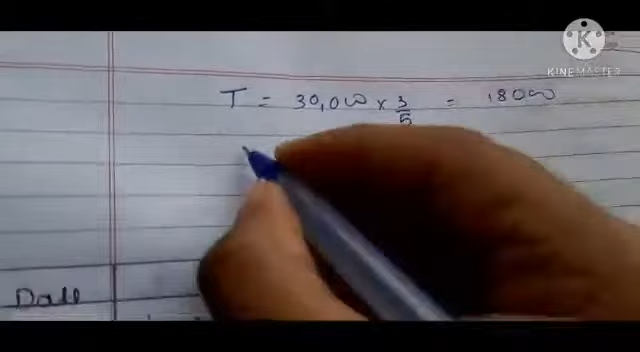 K
KINEMASTER
T = 30,000 × 3/5 = 18000
Date